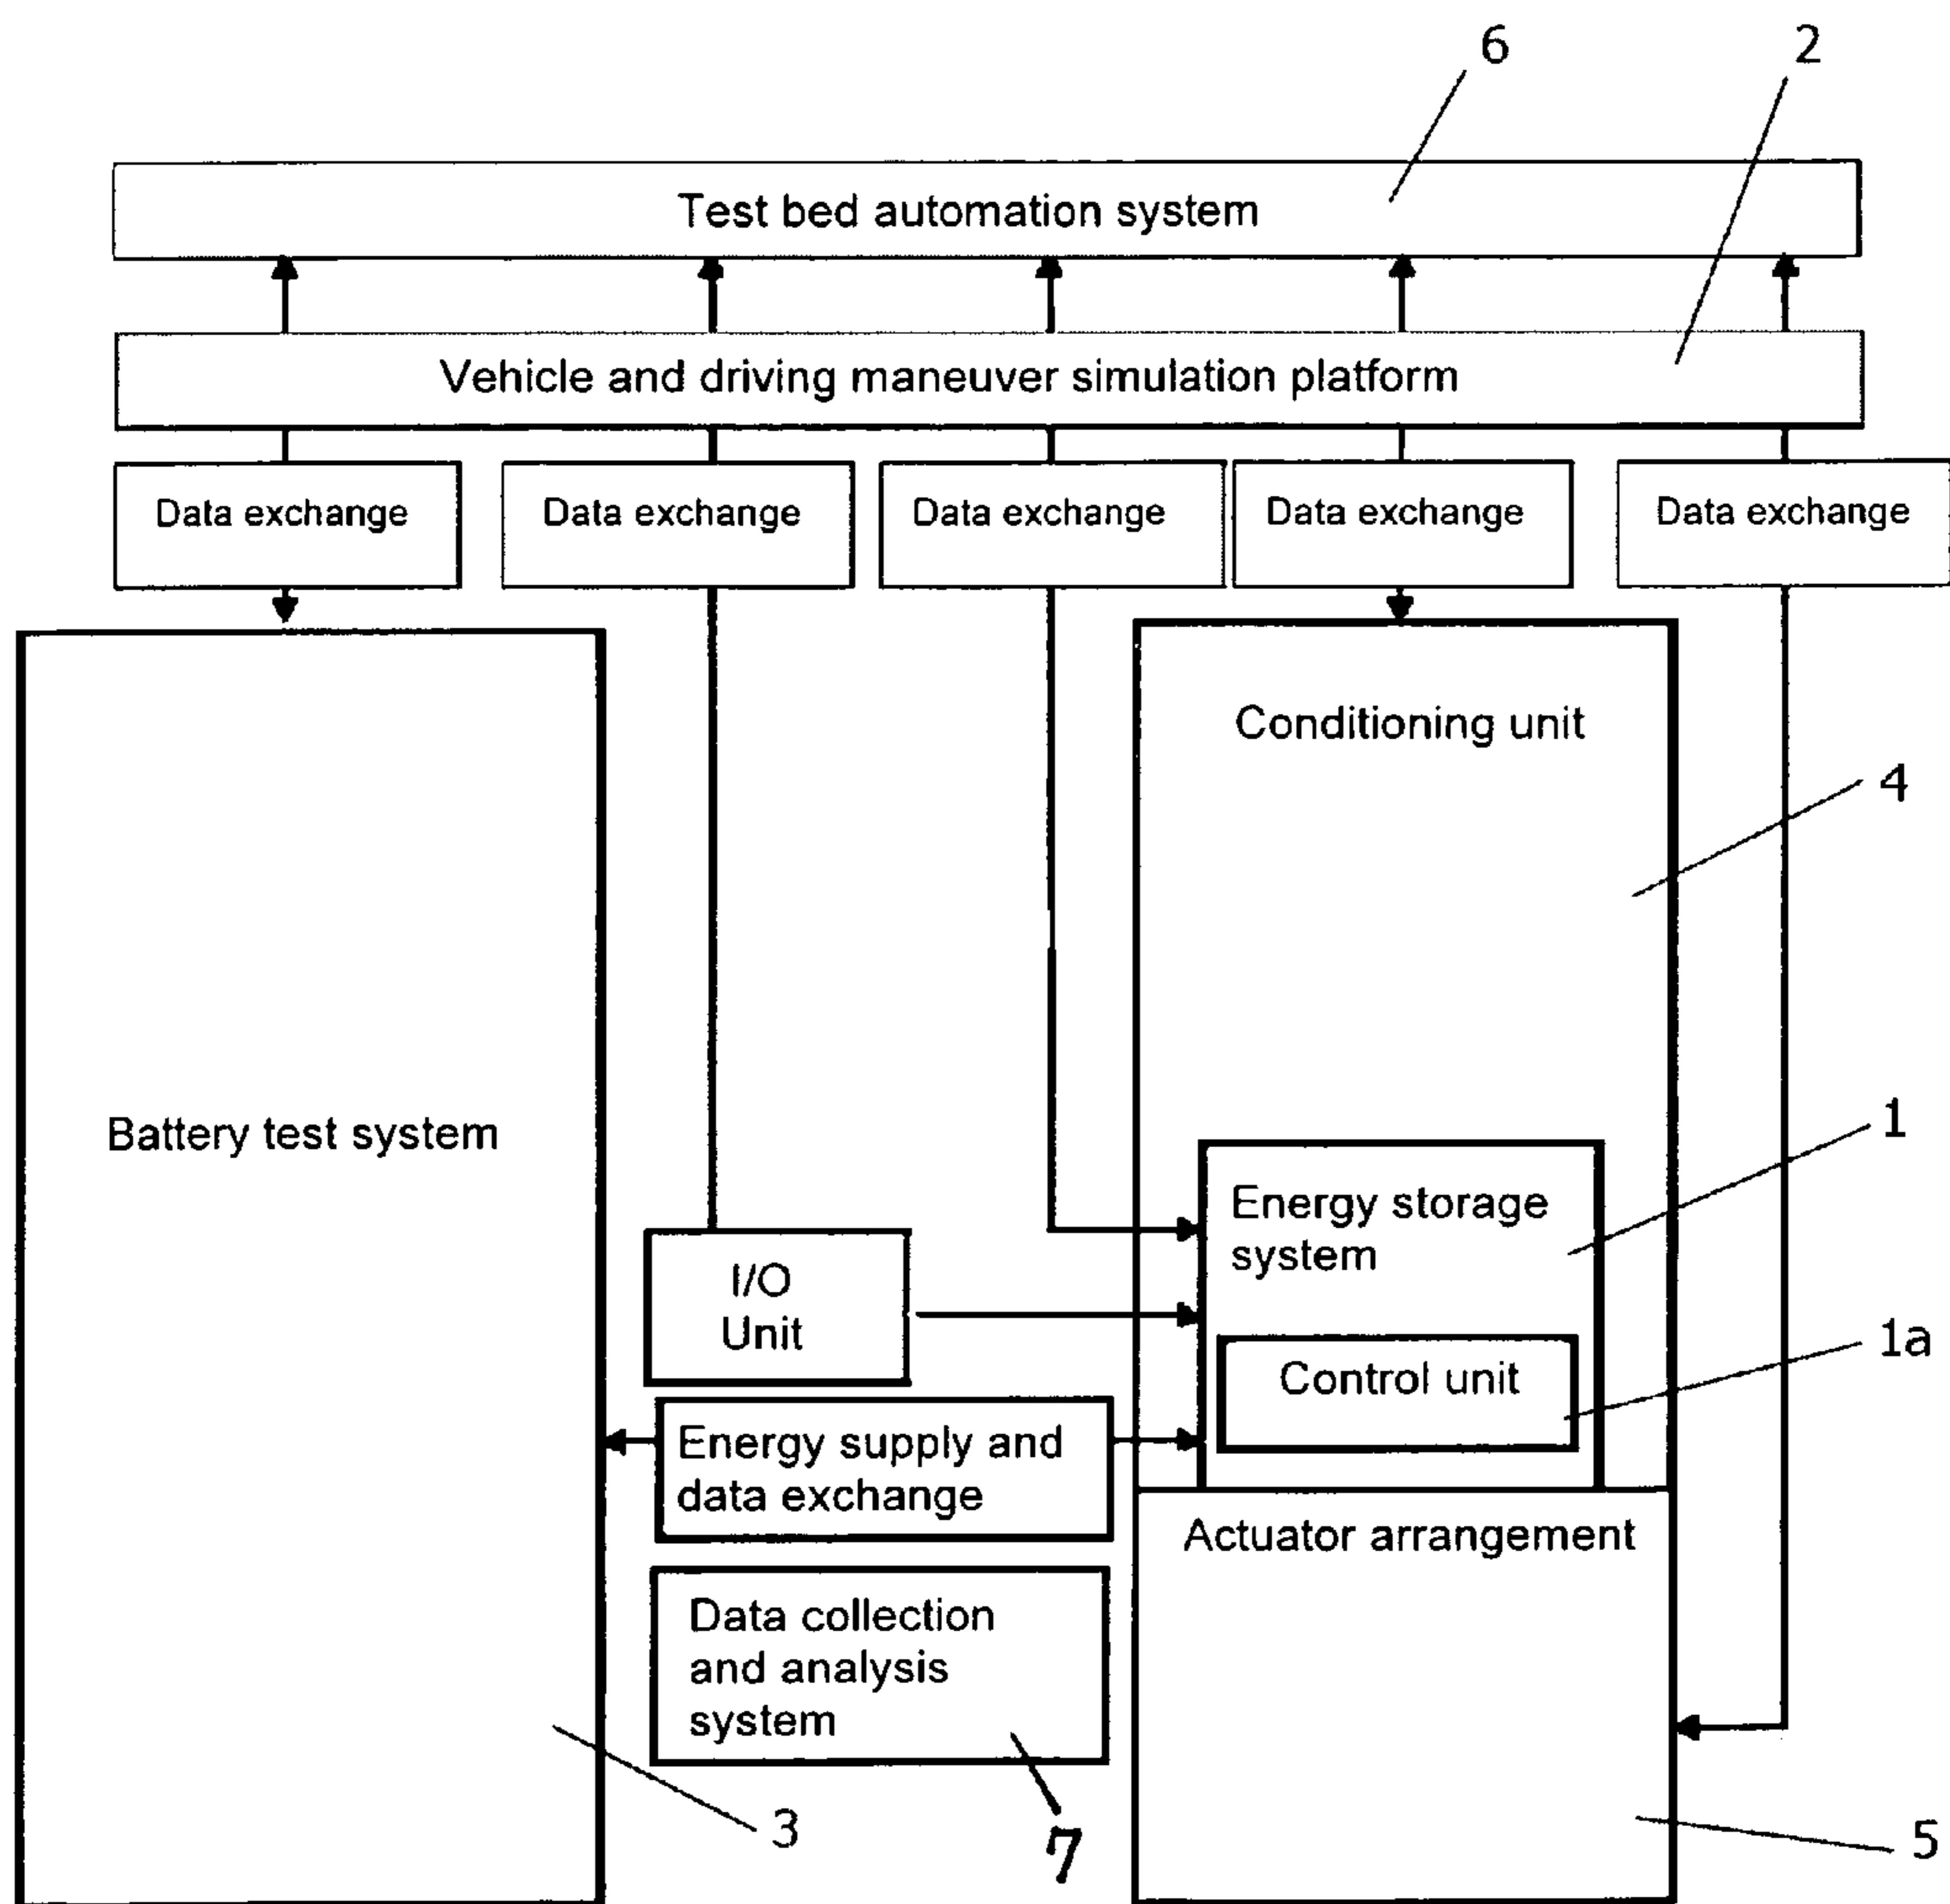 6
2
Test bed automation system
Vehicle and driving maneuver simulation platform
Data exchange
Data exchange
Data exchange
Data exchange
Data exchange
Conditioning unit
4
Battery test system
1
Energy storage
system
I/O
Unit
1a
Control unit
Energy supply and
data exchange
Actuator arrangement
Data collection
and analysis
system
3
7
5